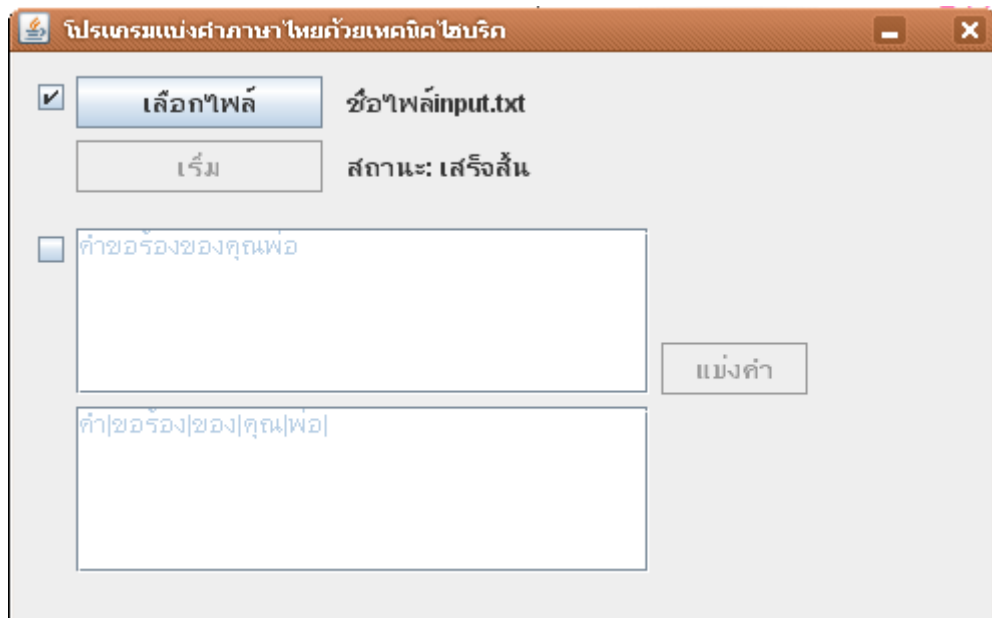 โปรแกรมแบ่งคำภาษาไทยด้วยเทคนิคไฮบริด
เลือกไฟล์ ชื่อไฟล์input.txt
เริ่ม สถานะ: เสร็จสิ้น
คำขอร้องของคุณพ่อ
แบ่งคำ
คำ|ขอร้อง|ของ|คุณ|พ่อ|